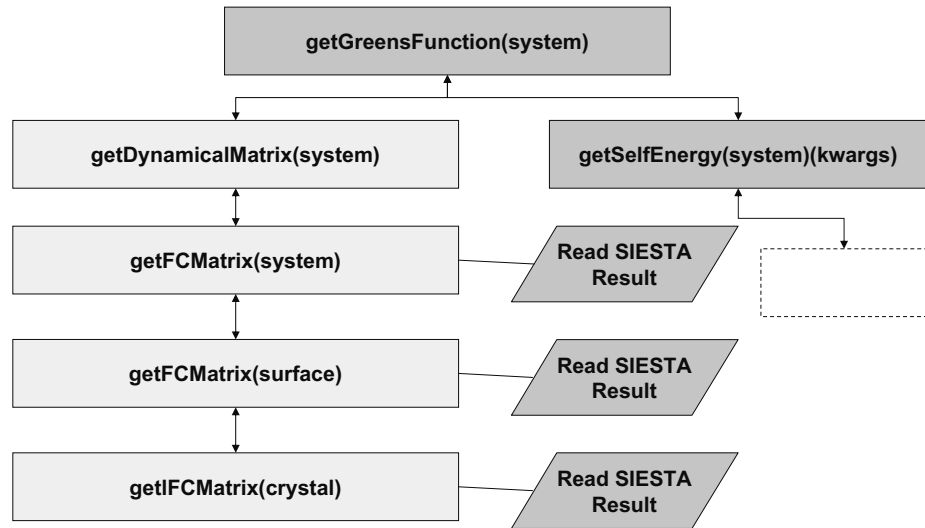 getGreensFunction(system)
getDynamicalMatrix(system)
getSelfEnergy(system)(kwargs)
getFCMatrix(system)
Read SIESTA
Result
getFCMatrix(surface)
Read SIESTA
Result
getIFCMatrix(crystal)
Read SIESTA
Result